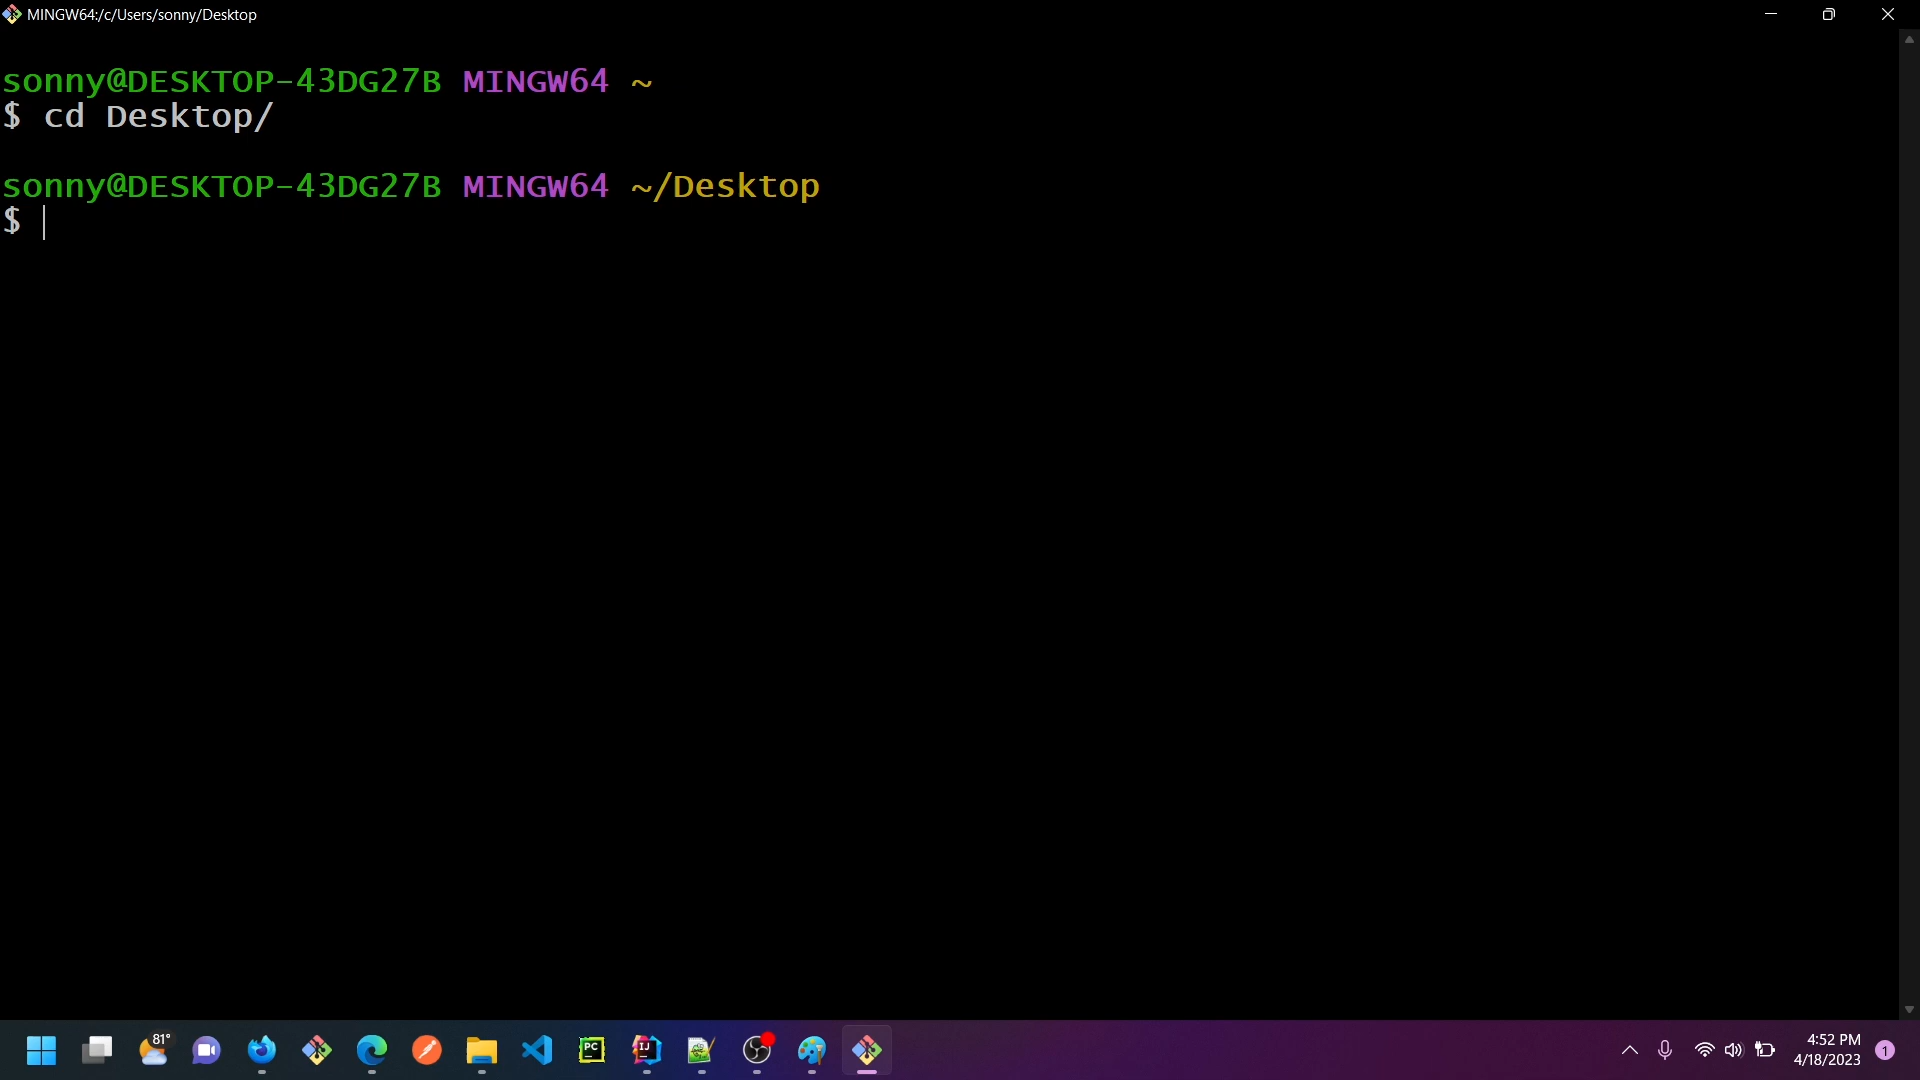 MINGW64:/c/Users/sonny/Desktop
sonny@DESKTOP-43DG27B MINGW64 ~
$ cd Desktop/
sonny@DESKTOP-43DG27B MINGW64 ~/Desktop
$
81°
PC
IJ
4:52 PM
4/18/2023
1